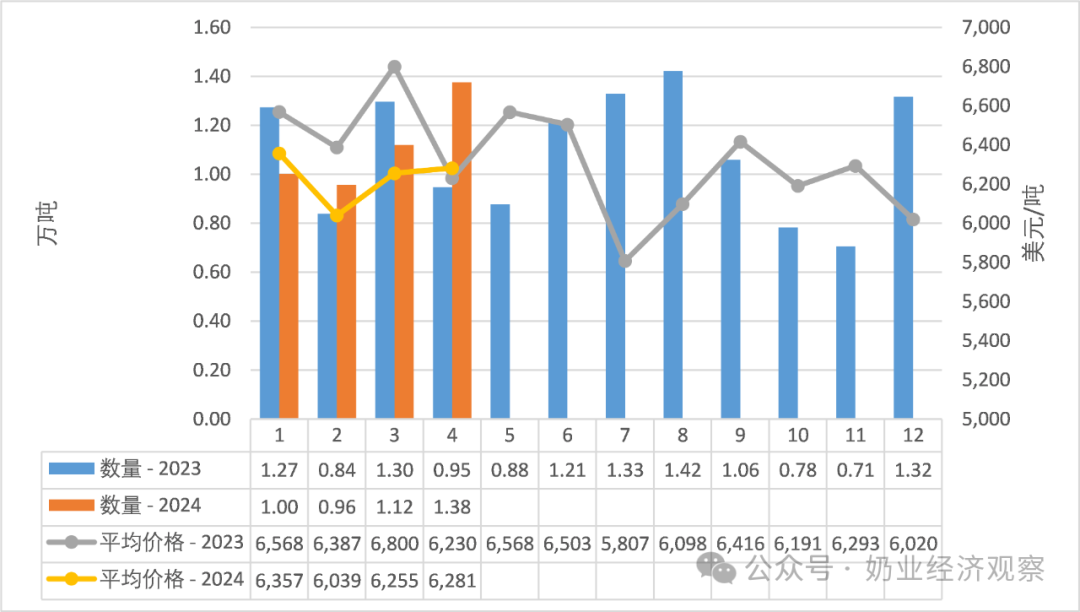 1.60 7,000
1.40 6,800
1.20 6,600
1.00 6,400
0.80 6,200
0.60 6,000
0.40 5,800
0.20 5,600
0.00 5,400
5,200
5,000
万吨
美元/吨
1 2 3 4 5 6 7 8 9 10 11 12
数量 - 2023 1.27 0.84 1.30 0.95 0.88 1.21 1.33 1.42 1.06 0.78 0.71 1.32
数量 - 2024 1.00 0.96 1.12 1.38
平均价格 - 2023 6,568 6,387 6,800 6,230 6,568 6,503 5,807 6,098 6,416 6,191 6,293 6,020
平均价格 - 2024 6,357 6,039 6,255 6,281
公众号 · 奶业经济观察